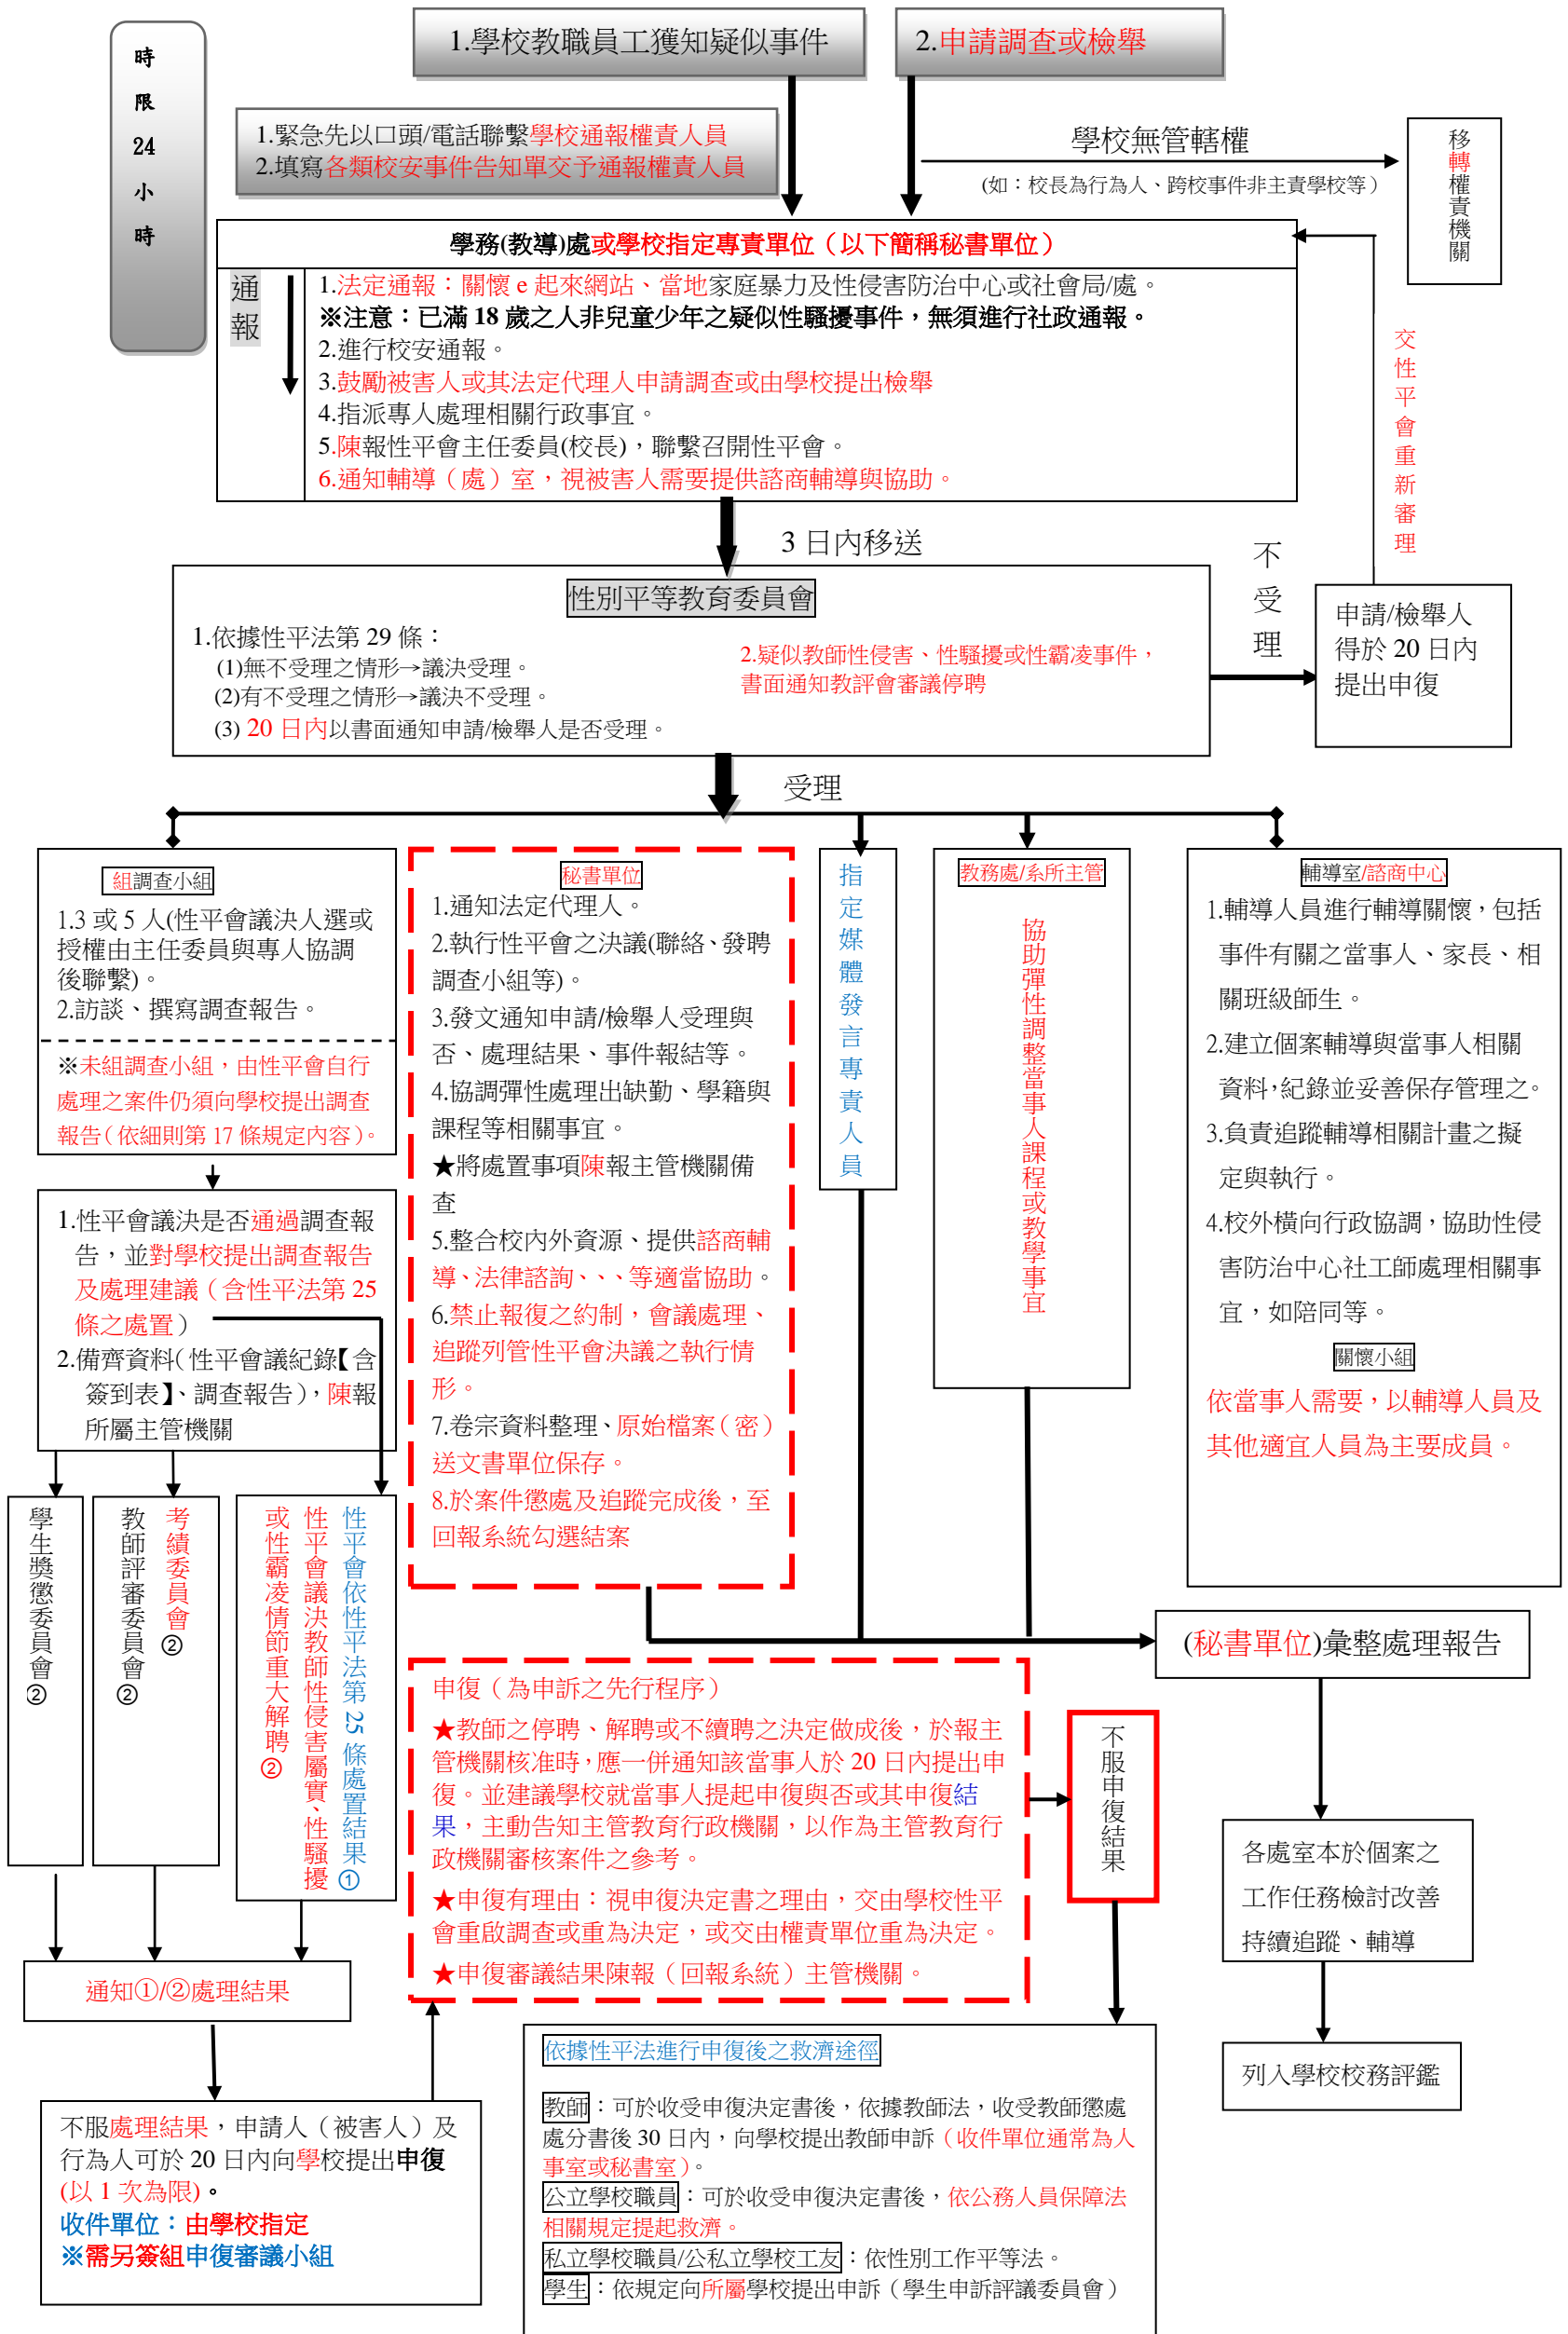 時
限
24
小
時
1.學校教職員工獲知疑似事件
2.申請調查或檢舉
1.緊急先以口頭/電話聯繫學校通報權責人員
2.填寫各類校安事件告知單交予通報權責人員
學校無管轄權
(如：校長為行為人、跨校事件非主責學校等)
移轉權責機關
學務(教導)處或學校指定專責單位（以下簡稱秘書單位）
通報
1.法定通報：關懷 e 起來網站、當地家庭暴力及性侵害防治中心或社會局/處。
※注意：已滿 18 歲之人非兒童少年之疑似性騷擾事件，無須進行社政通報。
2.進行校安通報。
3.鼓勵被害人或其法定代理人申請調查或由學校提出檢舉
4.指派專人處理相關行政事宜。
5.陳報性平會主任委員(校長)，聯繫召開性平會。
6.通知輔導（處）室，視被害人需要提供諮商輔導與協助。
交性平會重新審理
3 日內移送
性別平等教育委員會
1.依據性平法第 29 條：
(1)無不受理之情形→議決受理。
(2)有不受理之情形→議決不受理。
(3) 20 日內以書面通知申請/檢舉人是否受理。
2.疑似教師性侵害、性騷擾或性霸凌事件，
書面通知教評會審議停聘
不受理
申請/檢舉人
得於 20 日內
提出申復
受理
組調查小組
1.3 或 5 人(性平會議決人選或
授權由主任委員與專人協調
後聯繫)。
2.訪談、撰寫調查報告。
※未組調查小組，由性平會自行
處理之案件仍須向學校提出調查
報告（依細則第 17 條規定內容）。
秘書單位
1.通知法定代理人。
2.執行性平會之決議(聯絡、發聘
調查小組等)。
3.發文通知申請/檢舉人受理與
否、處理結果、事件報結等。
4.協調彈性處理出缺勤、學籍與
課程等相關事宜。
★將處置事項陳報主管機關備
查
5.整合校內外資源、提供諮商輔
導、法律諮詢、、、等適當協助。
6.禁止報復之約制，會議處理、
追蹤列管性平會決議之執行情
形。
7.卷宗資料整理、原始檔案（密）
送文書單位保存。
8.於案件懲處及追蹤完成後，至
回報系統勾選結案
指定媒體發言專責人員
教務處/系所主管
協助彈性調整當事人課程或教學事宜
輔導室/諮商中心
1.輔導人員進行輔導關懷，包括
事件有關之當事人、家長、相
關班級師生。
2.建立個案輔導與當事人相關
資料，紀錄並妥善保存管理之。
3.負責追蹤輔導相關計畫之擬
定與執行。
4.校外橫向行政協調，協助性侵
害防治中心社工師處理相關事
宜，如陪同等。
關懷小組
依當事人需要，以輔導人員及
其他適宜人員為主要成員。
1.性平會議決是否通過調查報
告，並對學校提出調查報告
及處理建議（含性平法第 25
條之處置）
2.備齊資料（性平會議紀錄【含
簽到表】、調查報告），陳報
所屬主管機關
學生獎懲委員會②
考績委員會②
教師評審委員會②
性平會依性平法第 25 條處置結果①
性平會議決教師性侵害屬實、性騷擾
或性霸凌情節重大解聘②
(秘書單位)彙整處理報告
申復（為申訴之先行程序）
★教師之停聘、解聘或不續聘之決定做成後，於報主
管機關核准時，應一併通知該當事人於 20 日內提出申
復。並建議學校就當事人提起申復與否或其申復結
果，主動告知主管教育行政機關，以作為主管教育行
政機關審核案件之參考。
★申復有理由：視申復決定書之理由，交由學校性平
會重啟調查或重為決定，或交由權責單位重為決定。
★申復審議結果陳報（回報系統）主管機關。
不服申復結果
各處室本於個案之
工作任務檢討改善
持續追蹤、輔導
列入學校校務評鑑
通知①/②處理結果
不服處理結果，申請人（被害人）及
行為人可於 20 日內向學校提出申復
(以 1 次為限)。
收件單位：由學校指定
※需另簽組申復審議小組
依據性平法進行申復後之救濟途徑
教師：可於收受申復決定書後，依據教師法，收受教師懲處
處分書後 30 日內，向學校提出教師申訴（收件單位通常為人
事室或秘書室）。
公立學校職員：可於收受申復決定書後，依公務人員保障法
相關規定提起救濟。
私立學校職員/公私立學校工友：依性別工作平等法。
學生：依規定向所屬學校提出申訴（學生申訴評議委員會）